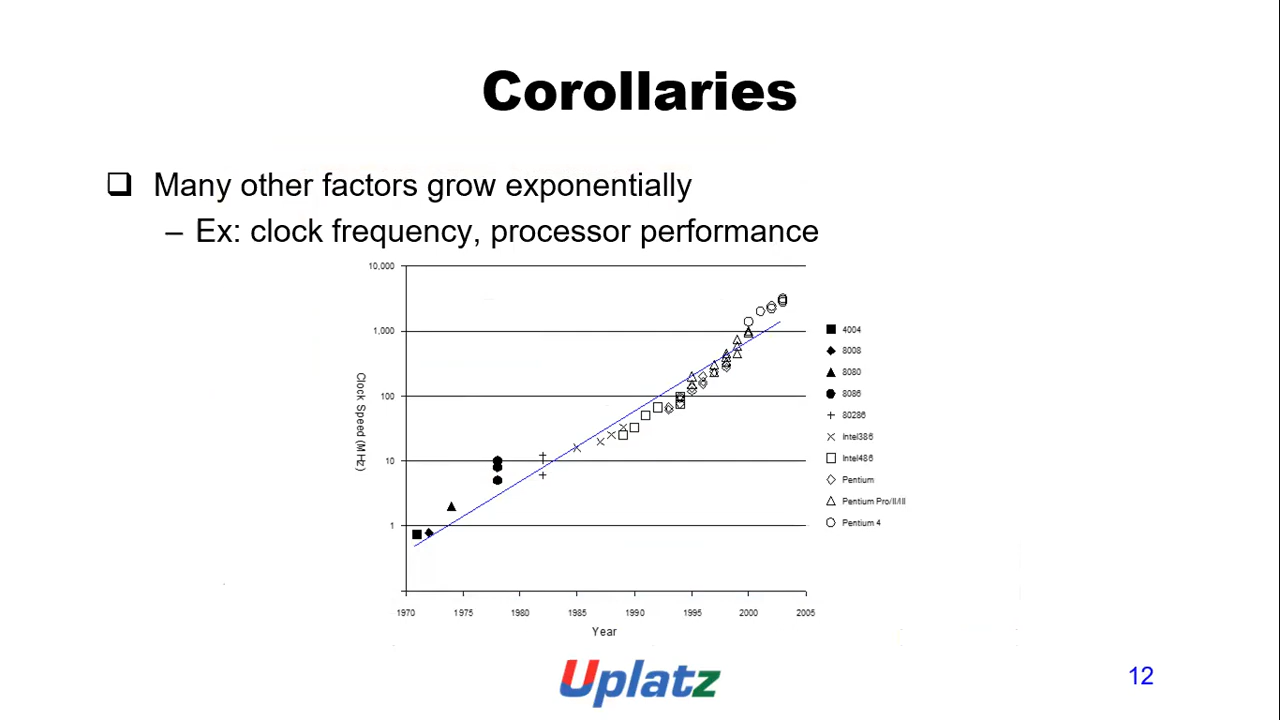 Corollaries
❑ Many other factors grow exponentially
– Ex: clock frequency, processor performance
10,000
1,000
100
10
1
Clock Speed (MHz)
1970 1975 1980 1985 1990 1995 2000 2005
Year
4004
8008
8080
8086
80286
Intel386
Intel486
Pentium
Pentium Pro/II/III
Pentium 4
Uplatz
12